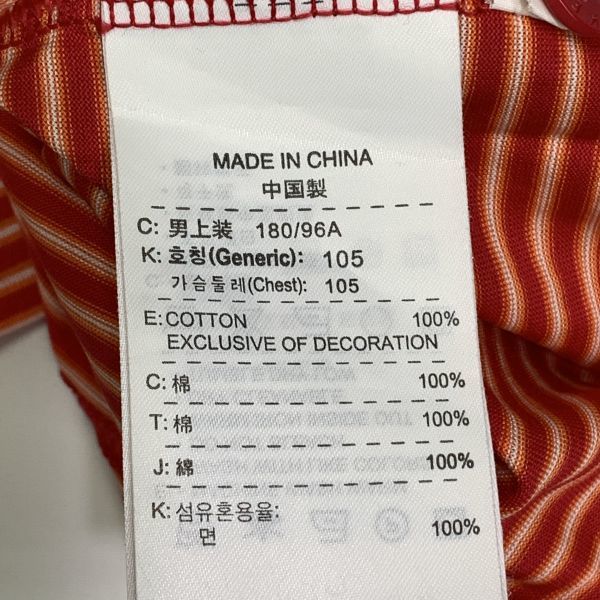 MADE IN CHINA
中国製
C: 男上装 180/96A
K: 호칭(Generic): 105
가슴둘레(Chest): 105
E: COTTON 100%
EXCLUSIVE OF DECORATION
C: 棉 100%
T: 棉 100%
J: 綿 100%
K: 섬유혼용율:
면 100%